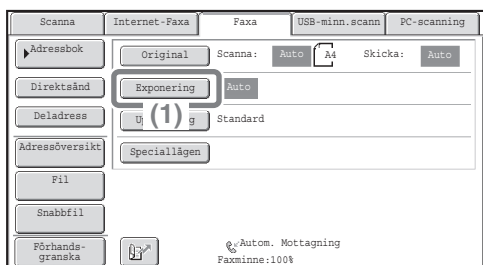 Scanna Internet-Faxa Faxa USB-minn.scann PC-scanning
Adressbok Original Scanna: Auto A4 Skicka: Auto
Direktsänd Exponering Auto
Deladress (1) Standard
Adressöversikt Speciallägen
Fil
Snabbfil
Förhands-
granska
Autom. Mottagning
Faxminne:100%